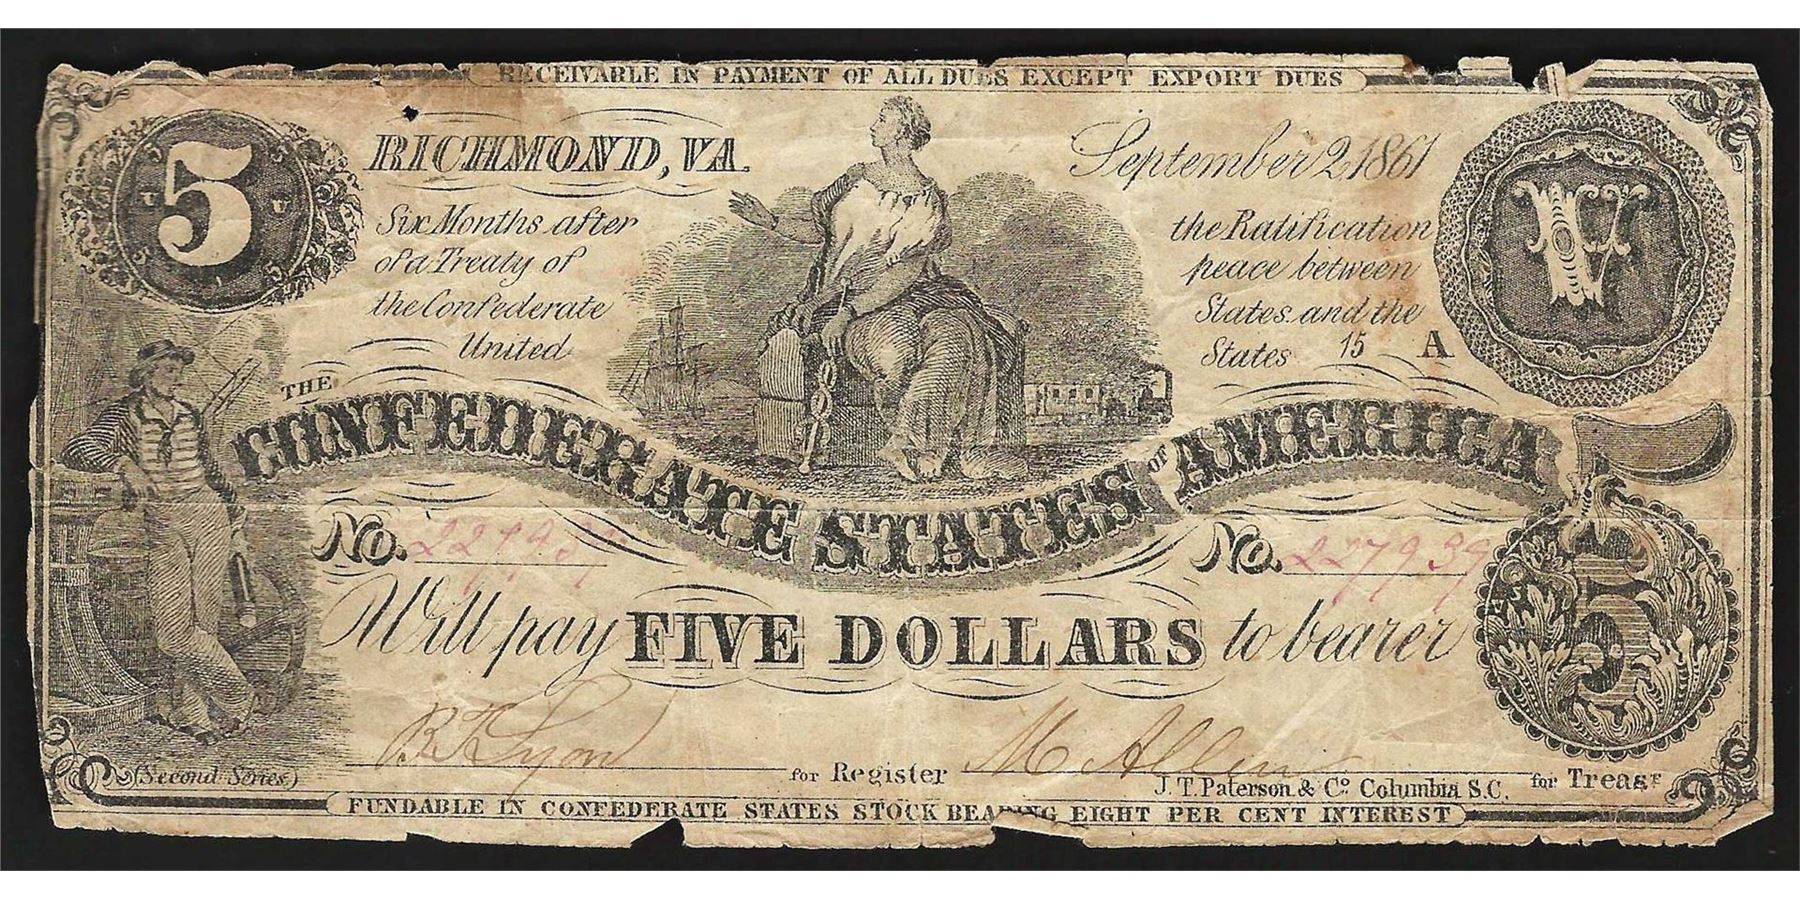 RECEIVABLE IN PAYMENT OF ALL DUES EXCEPT EXPORT DUES
5 RICHMOND, VA. September 2, 1861 V
Six Months after the Ratification
of a Treaty of peace between
the Confederate States and the
United States 15 A
THE CONFEDERATE STATES OF AMERICA
No. 227939 No. 227939
Will pay FIVE DOLLARS to bearer 5
for Register M Allen for Treasr
(Second Series) J. T. Paterson & Co. Columbia S.C.
FUNDABLE IN CONFEDERATE STATES STOCK BEARING EIGHT PER CENT INTEREST